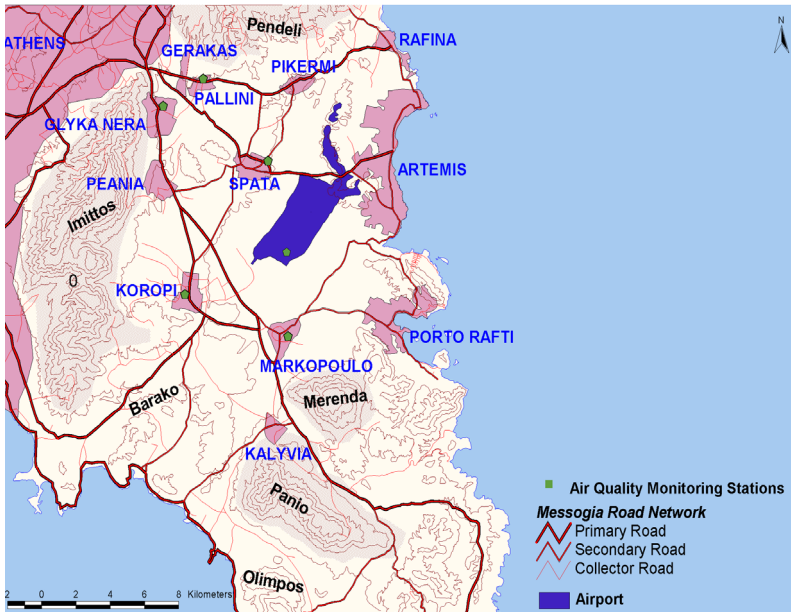 Pendeli
N
ATHENS
GERAKAS
RAFINA
PIKERMI
PALLINI
GLYKA NERA
PEANIA
SPATA
ARTEMIS
Imittos
0
KOROPI
PORTO RAFTI
MARKOPOULO
Barako
Merenda
KALYVIA
Panio
Olimpos
Air Quality Monitoring Stations
Messogia Road Network
Primary Road
Secondary Road
Collector Road
Airport
2 0 2 4 6 8 Kilometers